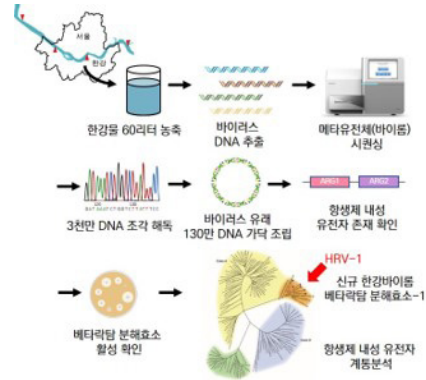 서울
한강
한강물 60리터 농축
바이러스
DNA 추출
메타유전체(바이롬)
시퀀싱
3천만 DNA 조각 해독
바이러스 유래
130만 DNA 가닥 조립
ARG1
ARG2
항생제 내성
유전자 존재 확인
베타락탐 분해효소
활성 확인
HRV-1
신규 한강바이롬
베타락탐 분해효소-1
항생제 내성 유전자
계통분석